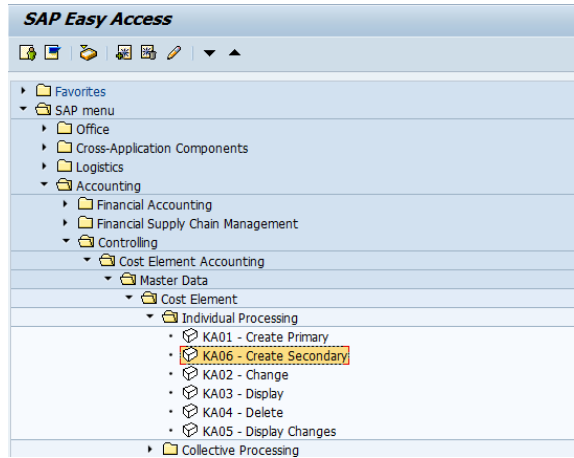 SAP Easy Access
Favorites
SAP menu
Office
Cross-Application Components
Logistics
Accounting
Financial Accounting
Financial Supply Chain Management
Controlling
Cost Element Accounting
Master Data
Cost Element
Individual Processing
KA01 - Create Primary
KA06 - Create Secondary
KA02 - Change
KA03 - Display
KA04 - Delete
KA05 - Display Changes
Collective Processing